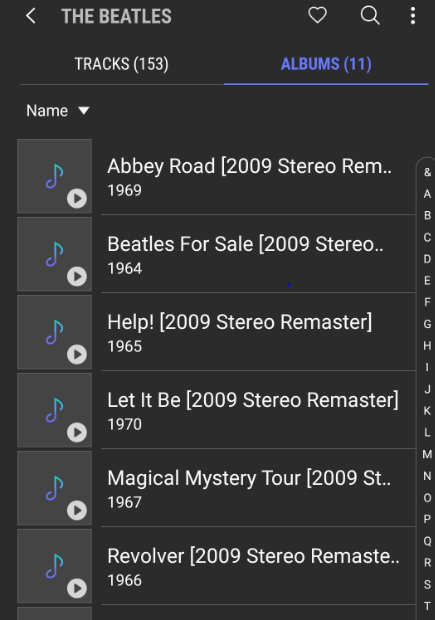 THE BEATLES
TRACKS (153)
ALBUMS (11)
Name
Abbey Road [2009 Stereo Rem..
1969
Beatles For Sale [2009 Stereo..
1964
Help! [2009 Stereo Remaster]
1965
Let It Be [2009 Stereo Remaster]
1970
Magical Mystery Tour [2009 St..
1967
Revolver [2009 Stereo Remaste..
1966
&
A
B
C
D
E
F
G
H
I
J
K
L
M
N
O
P
Q
R
S
T